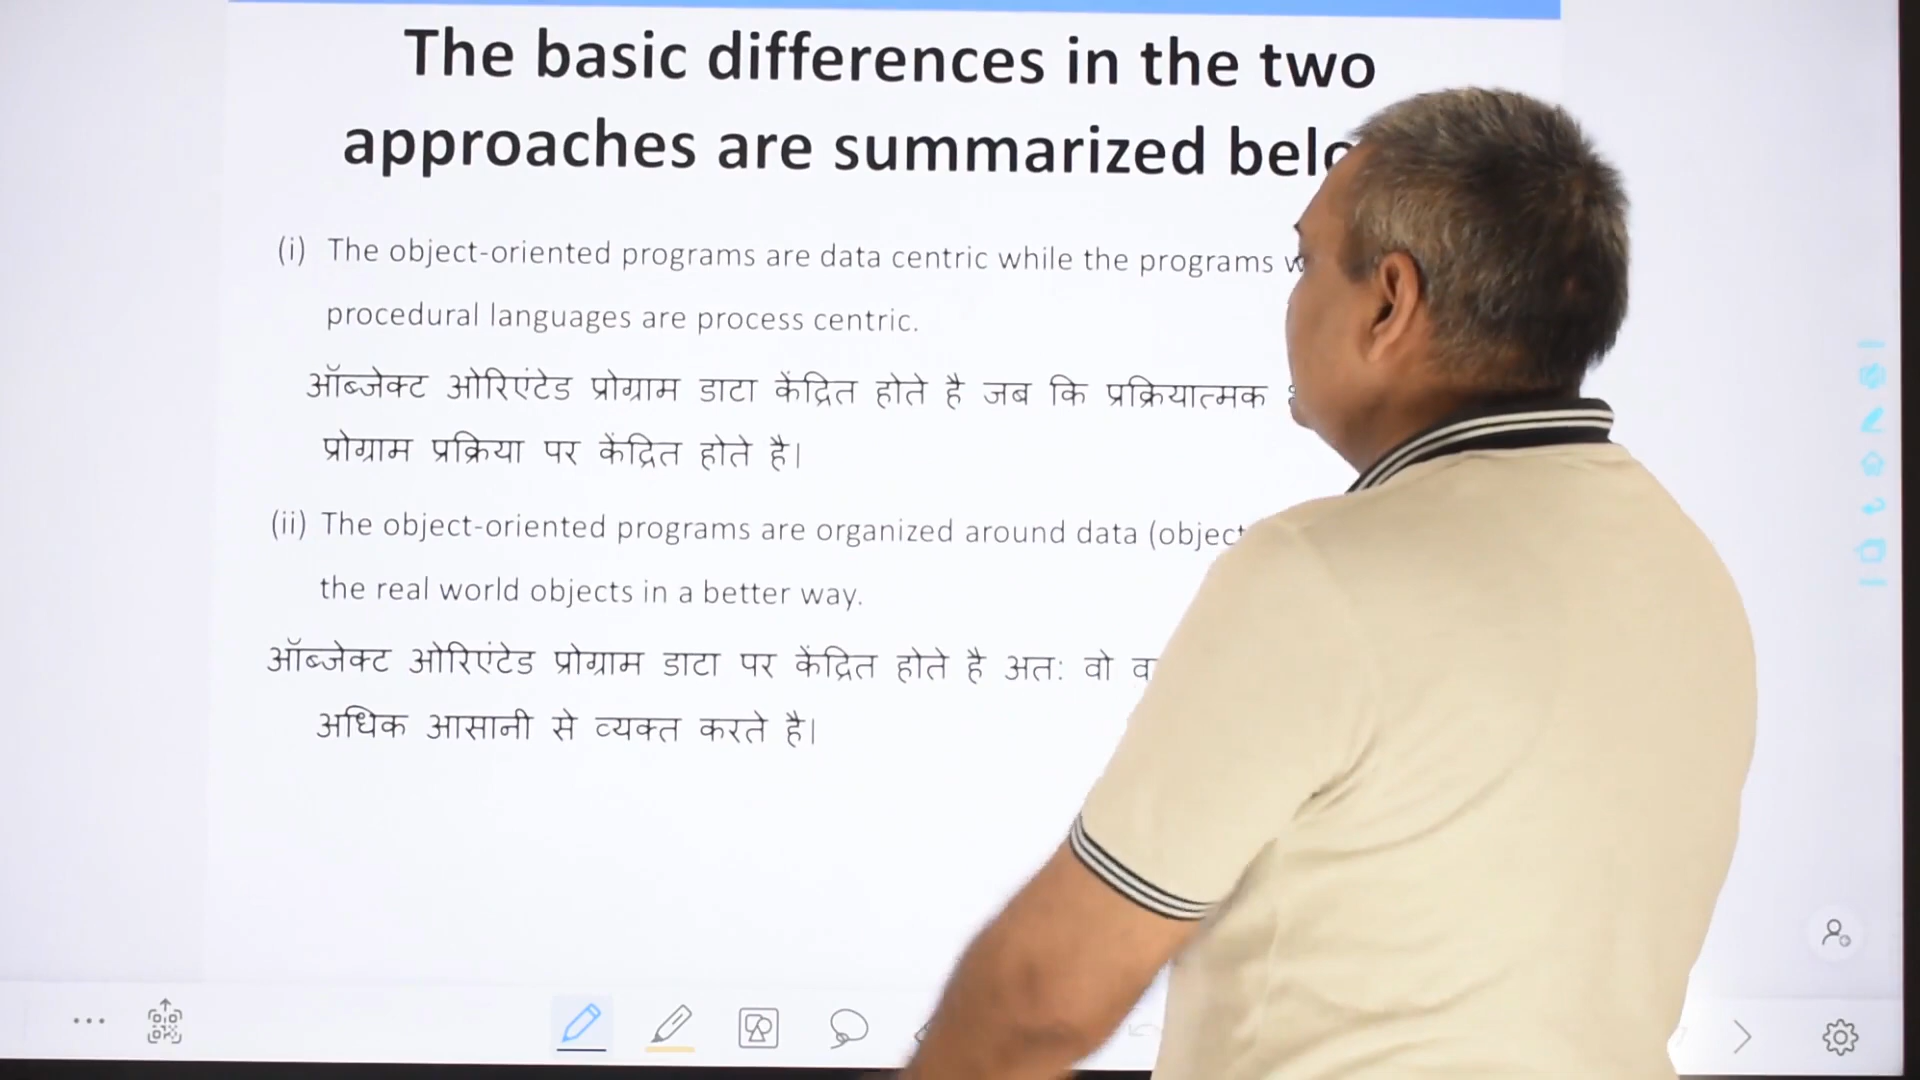 The basic differences in the two
approaches are summarized
(i) The object-oriented programs are data centric while the programs
procedural languages are process centric.
ऑब्जेक्ट ओरिएंटेड प्रोग्राम डाटा केंद्रित होते है जब कि प्रक्रियात्मक
प्रोग्राम प्रक्रिया पर केंद्रित होते है।
(ii) The object-oriented programs are organized around data
the real world objects in a better way.
ऑब्जेक्ट ओरिएंटेड प्रोग्राम डाटा पर केंद्रित होते है अत: वो
अधिक आसानी से व्यक्त करते है।